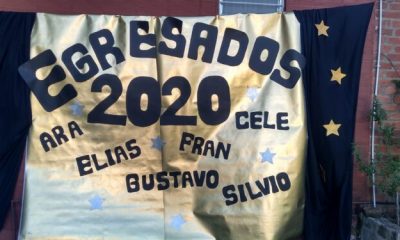 EGRESADOS
2020
ARA CELE
ELIAS FRAN
GUSTAVO SILVIO